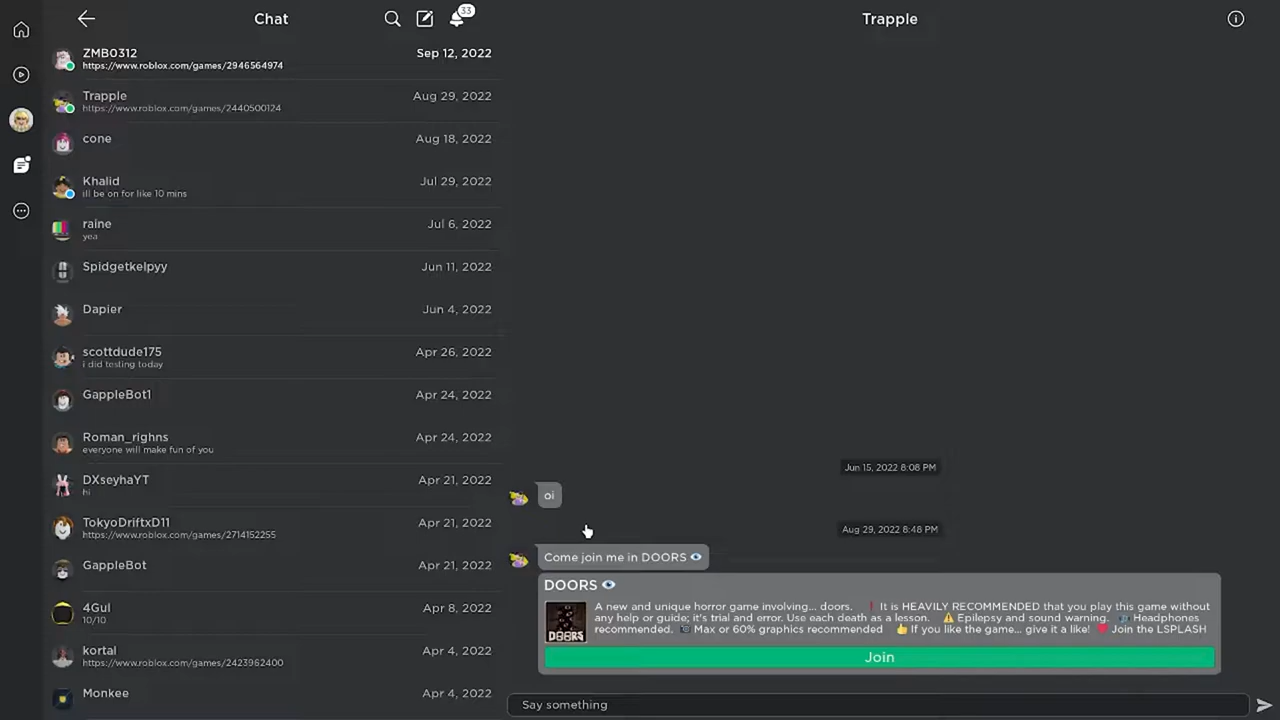 Chat
33
Trapple
ZMB0312
Sep 12, 2022
https://www.roblox.com/games/2946564974
Trapple
Aug 29, 2022
https://www.roblox.com/games/2440500124
cone
Aug 18, 2022
Khalid
Jul 29, 2022
ill be on for like 10 mins
raine
Jul 6, 2022
yea
Spidgetkelpyy
Jun 11, 2022
Dapier
Jun 4, 2022
scottdude175
Apr 26, 2022
i did testing today
GappleBot1
Apr 24, 2022
Roman_righns
Apr 24, 2022
everyone will make fun of you
DXseyhaYT
Apr 21, 2022
hi
TokyoDriftxD11
Apr 21, 2022
https://www.roblox.com/games/2714152255
GappleBot
Apr 21, 2022
4Gul
Apr 8, 2022
10/10
kortal
Apr 4, 2022
https://www.roblox.com/games/2423962400
Monkee
Apr 4, 2022
Jun 15, 2022 8:08 PM
oi
Aug 29, 2022 8:48 PM
Come join me in DOORS 👁
DOORS 👁
A new and unique horror game involving... doors. ❗ It is HEAVILY RECOMMENDED that you play this game without
any help or guide; it's trial and error. Use each death as a lesson. ⚠ Epilepsy and sound warning. 🎧 Headphones
recommended. Max or 60% graphics recommended 👍 If you like the game... give it a like! Join the LSPLASH
DOORS
Join
Say something